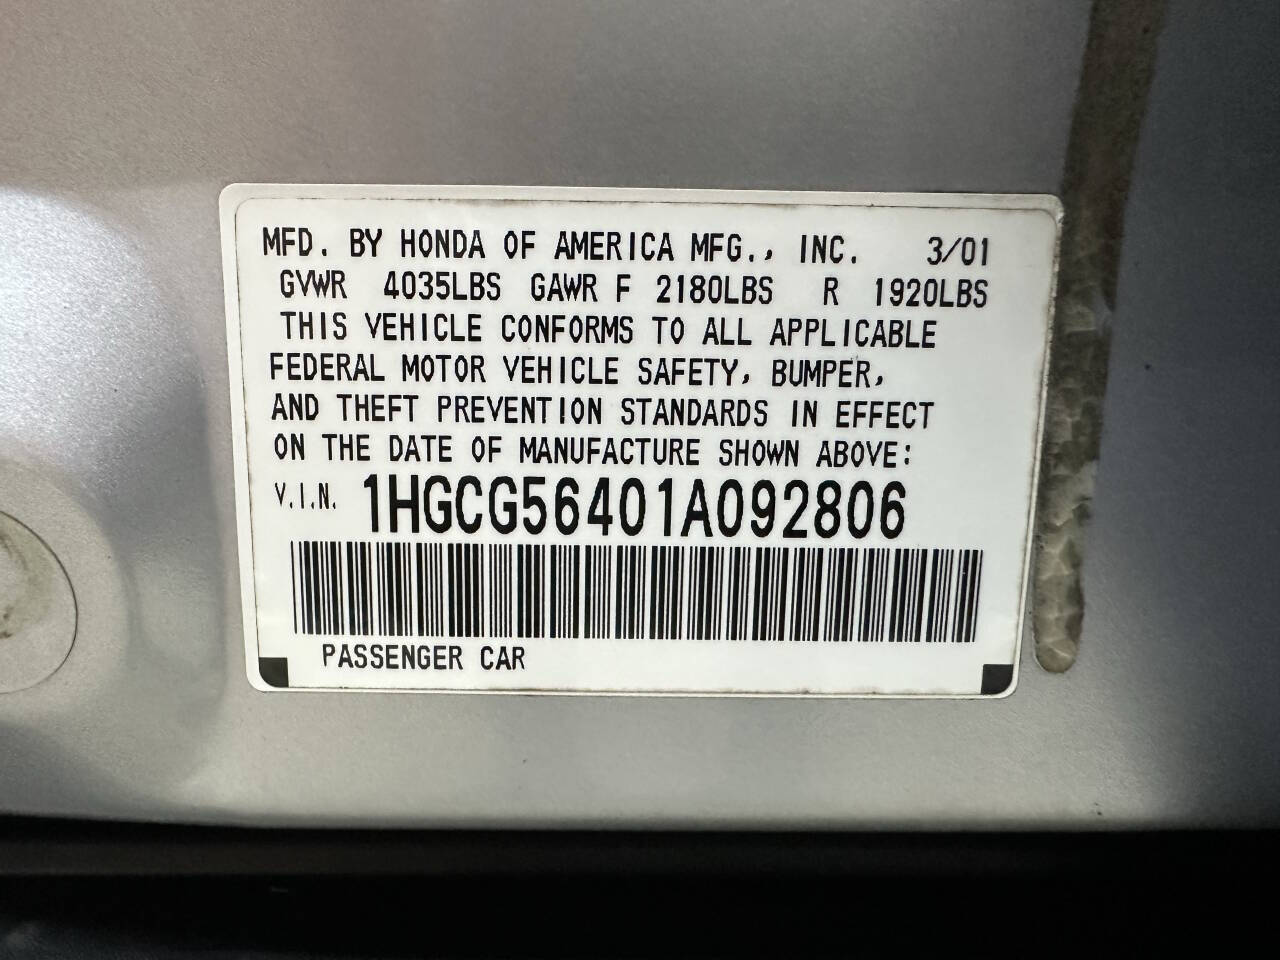 MFD. BY HONDA OF AMERICA MFG., INC. 3/01
GVWR 4035LBS GAWR F 2180LBS R 1920LBS
THIS VEHICLE CONFORMS TO ALL APPLICABLE
FEDERAL MOTOR VEHICLE SAFETY, BUMPER,
AND THEFT PREVENTION STANDARDS IN EFFECT
ON THE DATE OF MANUFACTURE SHOWN ABOVE:
V.I.N. 1HGCG56401A092806
PASSENGER CAR